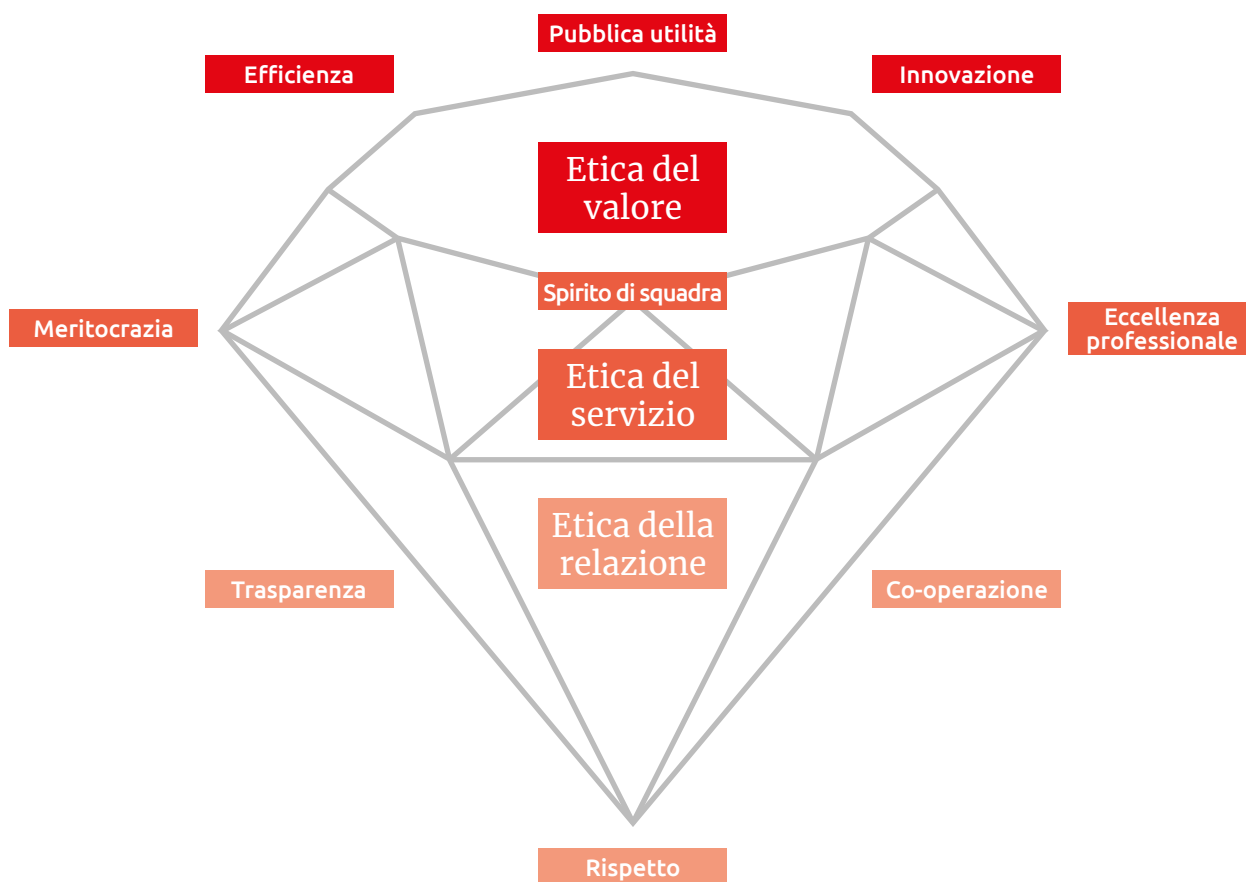 Pubblica utilità
Efficienza
Innovazione
Etica del
valore
Spirito di squadra
Meritocrazia
Eccellenza
professionale
Etica del
servizio
Etica della
relazione
Trasparenza
Co-operazione
Rispetto